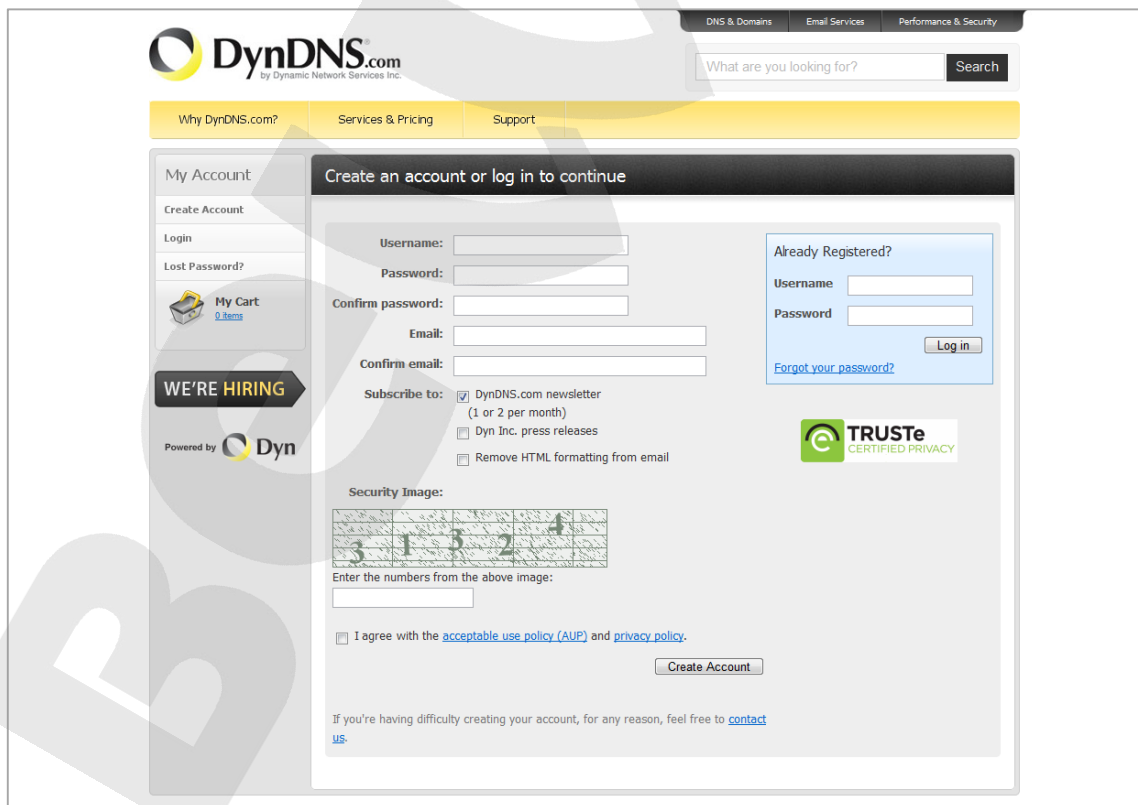 DNS & Domains Email Services Performance & Security
DynDNS.com
by Dynamic Network Services Inc.
What are you looking for? Search
Why DynDNS.com? Services & Pricing Support
My Account
Create Account
Login
Lost Password?
My Cart
0 items
WE'RE HIRING
Powered by Dyn
Create an account or log in to continue
Username:
Password:
Confirm password:
Email:
Confirm email:
Subscribe to: DynDNS.com newsletter
(1 or 2 per month)
Dyn Inc. press releases
Remove HTML formatting from email
Security Image:
3 1 3 2 4
Enter the numbers from the above image:
I agree with the acceptable use policy (AUP) and privacy policy.
Create Account
If you're having difficulty creating your account, for any reason, feel free to contact
us.
Already Registered?
Username
Password
Log in
Forgot your password?
TRUSTe
CERTIFIED PRIVACY